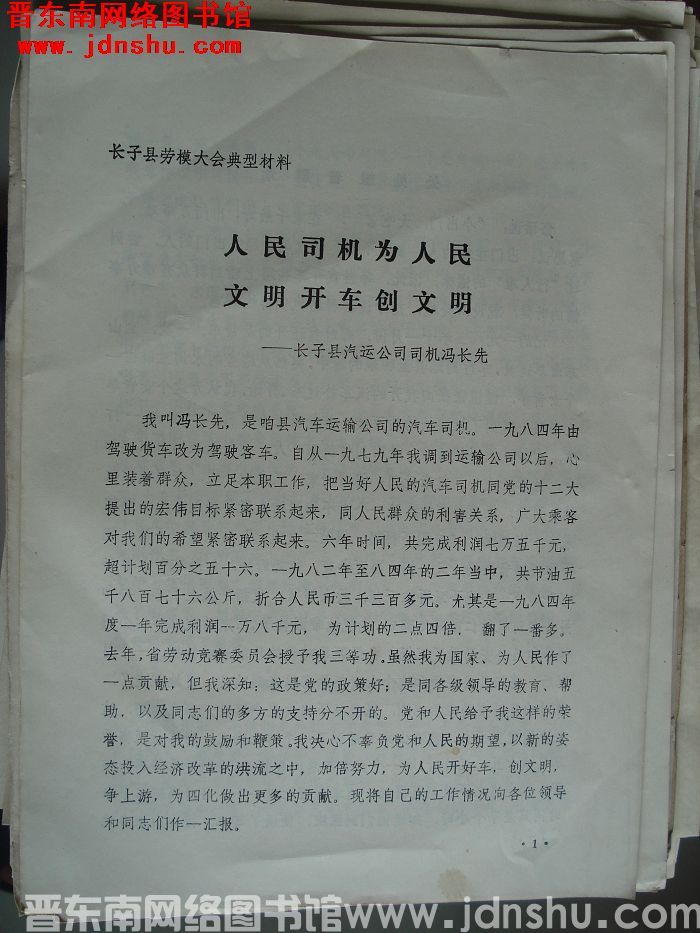 晋东南网络图书馆
www.jdnshu.com
长子县劳模大会典型材料
人民司机为人民
文明开车创文明
——长子县汽运公司司机冯长先
我叫冯长先，是咱县汽车运输公司的汽车司机。一九八四年由
驾驶货车改为驾驶客车。自从一九七九年我调到运输公司以后，心
里装着群众，立足本职工作，把当好人民的汽车司机同党的十二大
提出的宏伟目标紧密联系起来，同人民群众的利害关系，广大乘客
对我们的希望紧密联系起来。六年时间，共完成利润七万五千元，
超计划百分之五十六。一九八二年至八四年的二年当中，共节油五
千八百七十六公斤，折合人民币三千三百多元。尤其是一九八四年
度一年完成利润一万八千元，为计划的二点四倍，翻了一番多。
去年，省劳动竞赛委员会授予我三等功。虽然我为国家、为人民作了
一点贡献，但我深知：这是党的政策好；是同各级领导的教育、帮
助，以及同志们的多方的支持分不开的。党和人民给予我这样的荣
誉，是对我的鼓励和鞭策。我决心不辜负党和人民的期望，以新的姿
态投入经济改革的洪流之中，加倍努力，为人民开好车，创文明，
争上游，为四化做出更多的贡献。现将自己的工作情况向各位领导
和同志们作一汇报。
·1·
晋东南网络图书馆www.jdnshu.com